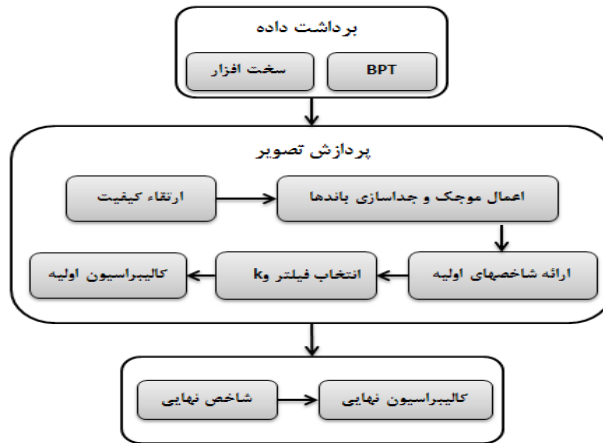 برداشت داده
سخت افزار
BPT
پردازش تصویر
ارتقاء کیفیت
اعمال موجک و جداسازی باندها
ارائه شاخصهای اولیه
انتخاب فیلتر وk
کالیبراسیون اولیه
شاخص نهایی
کالیبراسیون نهایی